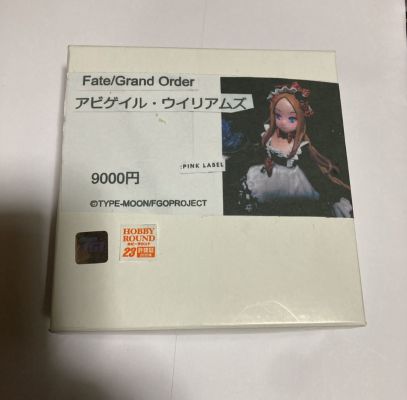 Fate/Grand Order
アビゲイル・ウイリアムズ
:PINK LABEL
9000円
©TYPE-MOON/FGOPROJECT
HOBBY
ROUND
23